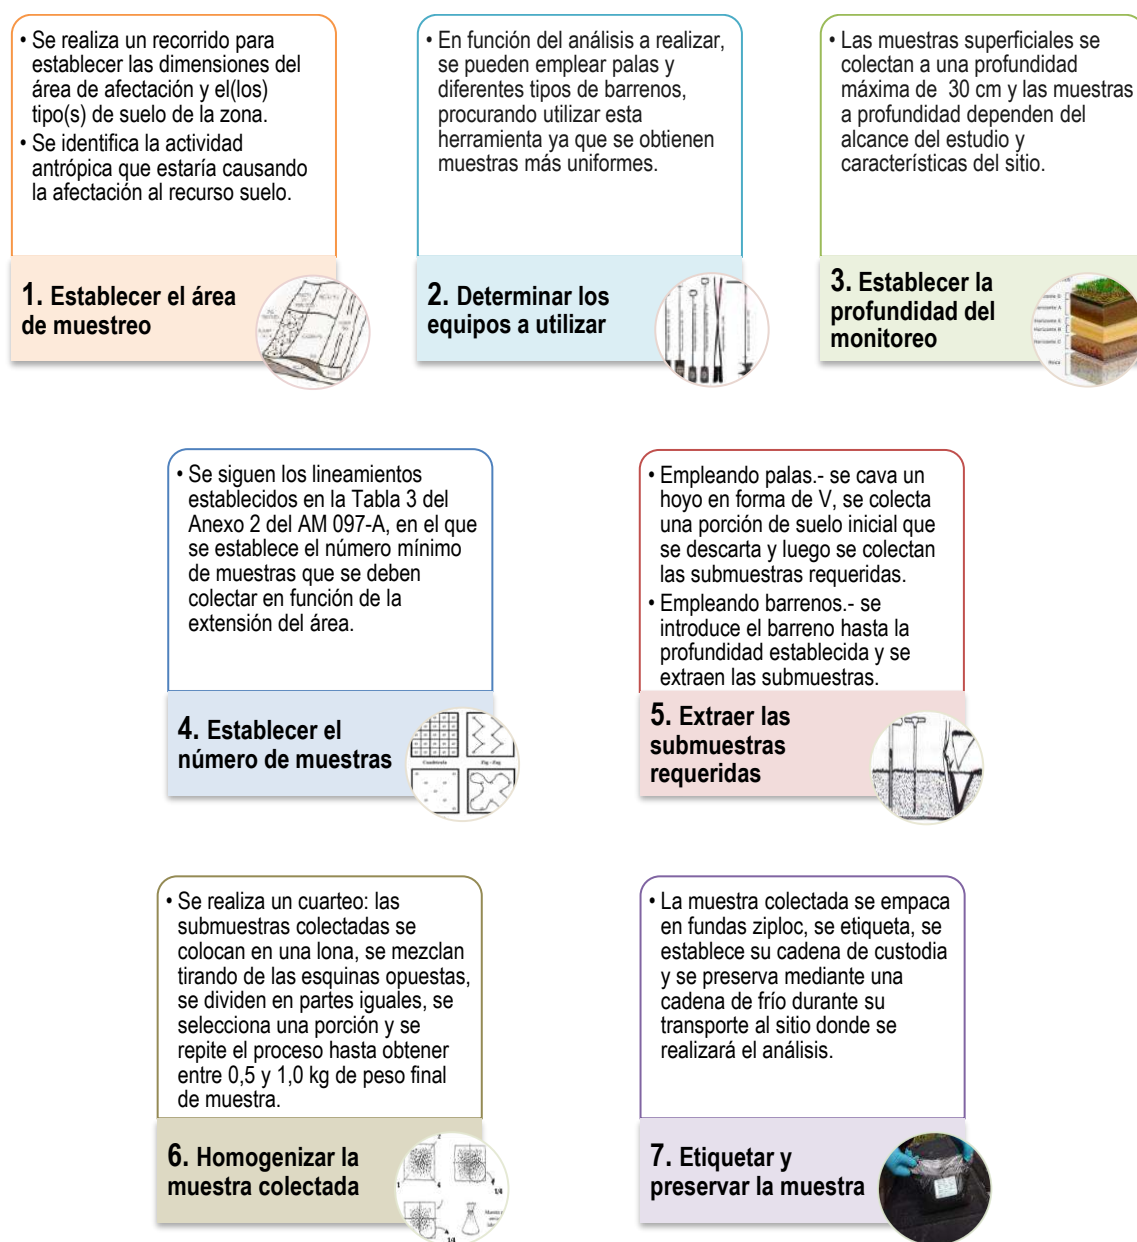 • Se realiza un recorrido para
establecer las dimensiones del
área de afectación y el(los)
tipo(s) de suelo de la zona.
• Se identifica la actividad
antrópica que estaría causando
la afectación al recurso suelo.
1. Establecer el área
de muestreo
• En función del análisis a realizar,
se pueden emplear palas y
diferentes tipos de barrenos,
procurando utilizar esta
herramienta ya que se obtienen
muestras más uniformes.
2. Determinar los
equipos a utilizar
• Las muestras superficiales se
colectan a una profundidad
máxima de 30 cm y las muestras
a profundidad dependen del
alcance del estudio y
características del sitio.
3. Establecer la
profundidad del
monitoreo
• Se siguen los lineamientos
establecidos en la Tabla 3 del
Anexo 2 del AM 097-A, en el que
se establece el número mínimo
de muestras que se deben
colectar en función de la
extensión del área.
4. Establecer el
número de muestras
Cuadrícula
Zig - Zag
• Empleando palas.- se cava un
hoyo en forma de V, se colecta
una porción de suelo inicial que
se descarta y luego se colectan
las submuestras requeridas.
• Empleando barrenos.- se
introduce el barreno hasta la
profundidad establecida y se
extraen las submuestras.
5. Extraer las
submuestras
requeridas
• Se realiza un cuarteo: las
submuestras colectadas se
colocan en una lona, se mezclan
tirando de las esquinas opuestas,
se dividen en partes iguales, se
selecciona una porción y se
repite el proceso hasta obtener
entre 0,5 y 1,0 kg de peso final
de muestra.
6. Homogenizar la
muestra colectada
2
1
4
1/4
1/4
• La muestra colectada se empaca
en fundas ziploc, se etiqueta, se
establece su cadena de custodia
y se preserva mediante una
cadena de frío durante su
transporte al sitio donde se
realizará el análisis.
7. Etiquetar y
preservar la muestra